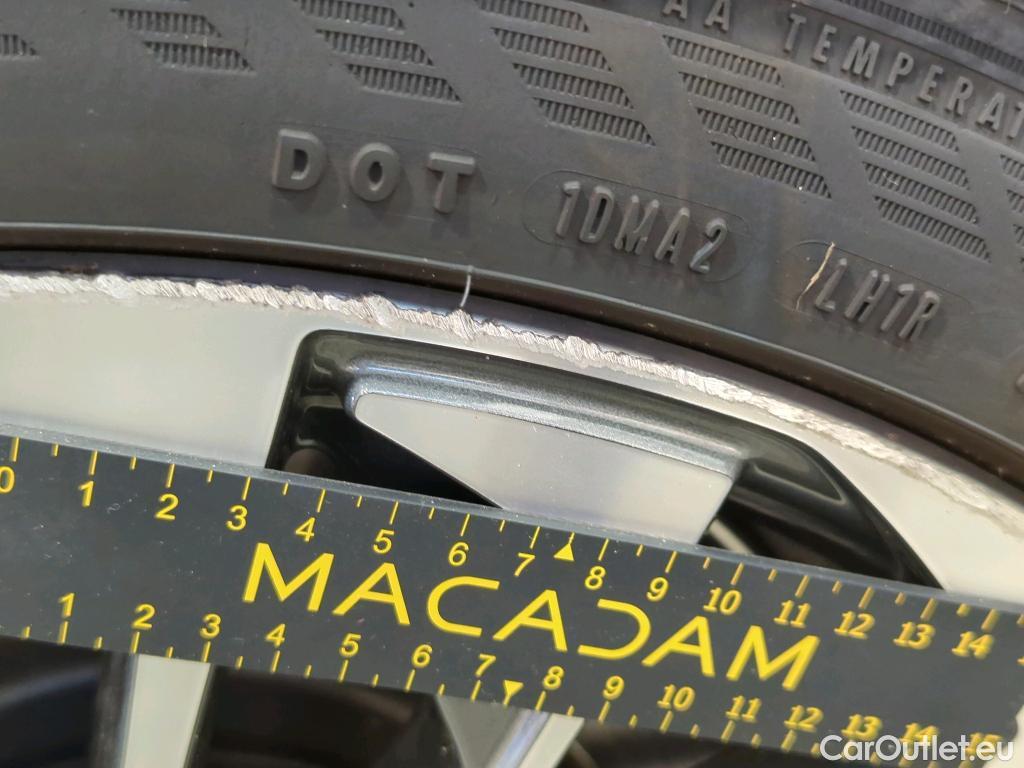 AA TEMPERAT
DOT 1DMA2 LH1R
0 1 2 3 4 5 6 7 8 9 10 11 12 13 14
MACADAM
1 2 3 4 5 6 7 8 9 10 11 12 13 14 15
CarOutlet.eu